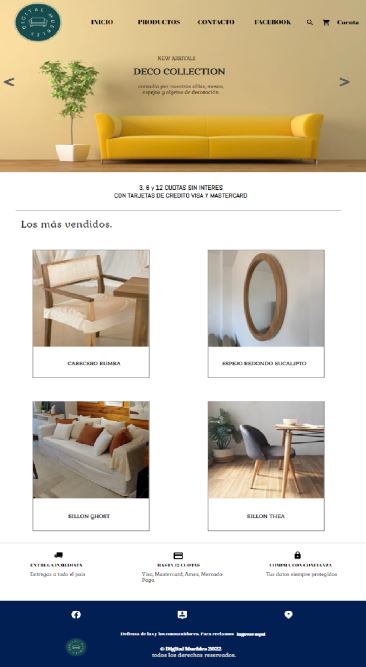 DIGITAL MUEBLES
INICIO PRODUCTOS CONTACTO FACEBOOK Cuenta
NEW ARRIVALS
DECO COLLECTION
consulta por nuestras sillas, mesas,
espejos y objetos de decoración.
< >
3, 6 y 12 CUOTAS SIN INTERES
CON TARJETAS DE CREDITO VISA Y MASTERCARD
Los más vendidos.
CABECERO RUMBA ESPEJO REDONDO EUCALIPTO
SILLON GHOST SILLON THEA
ENTREGA INMEDIATA HASTA 12 CUOTAS COMPRA CON CONFIANZA
Entregas a todo el país Visa, Mastercard, Amex, Mercado Tus datos siempre protegidos
Pago.
Defensa de las y los consumidores. Para reclamos ingrese aquí
© Digital Muebles 2022
todos los derechos reservados.